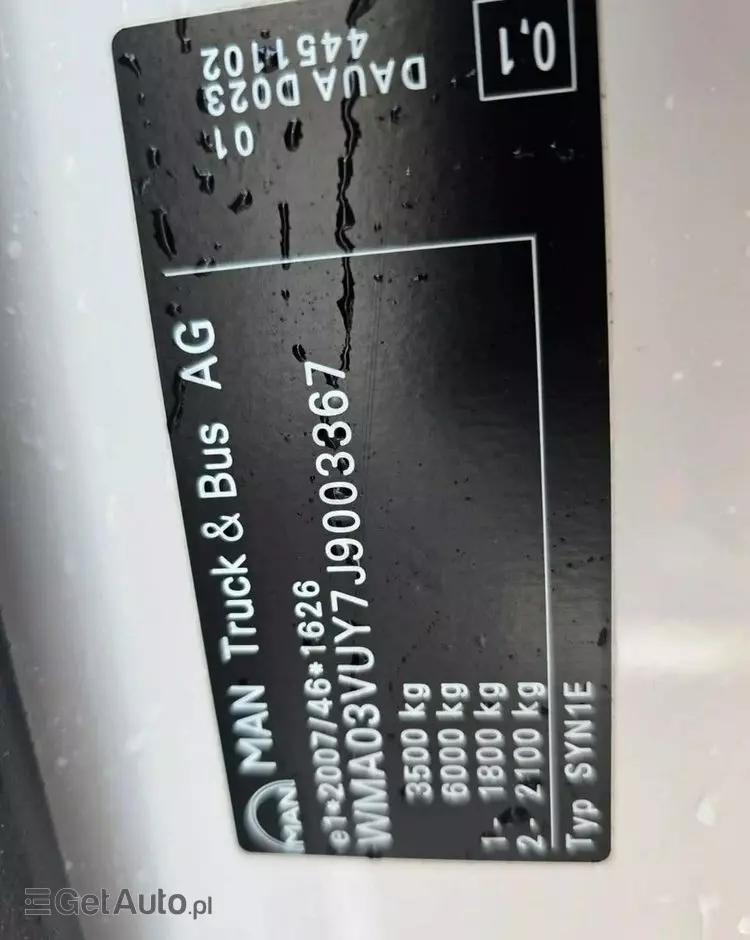 MAN Truck & Bus AG
MAN
e1*2007/46*1626
WMA03VUY7J9003367
3500 kg
6000 kg
1- 1800 kg
2- 2100 kg
Typ SYN1E
01
DAUA D023
4451102
0,1
GetAuto.pl